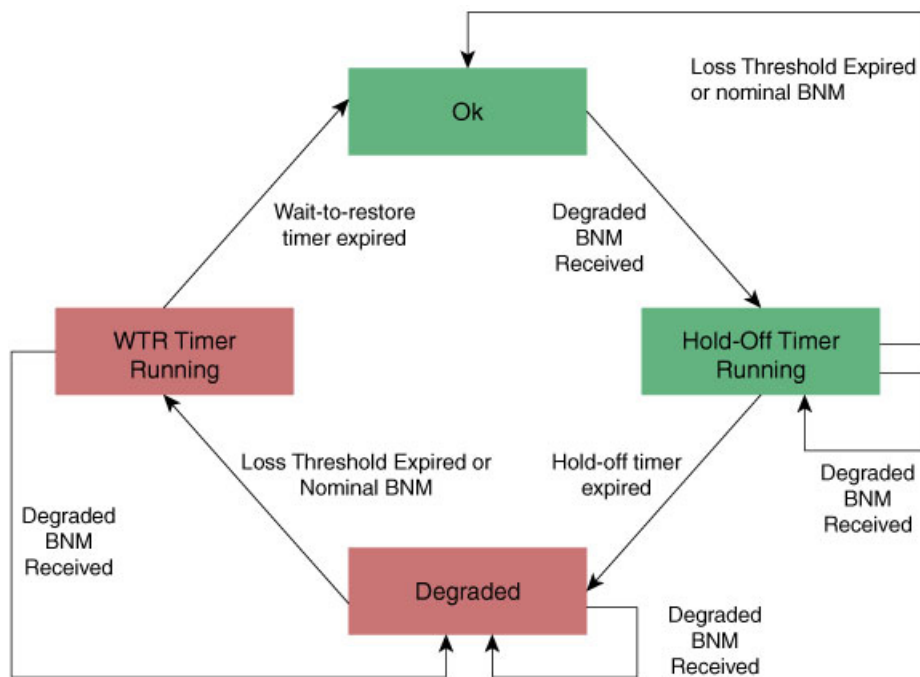 Loss Threshold Expired
or nominal BNM
Ok
Wait-to-restore
timer expired
Degraded
BNM
Received
WTR Timer
Running
Hold-Off Timer
Running
Loss Threshold Expired or
Nominal BNM
Hold-off timer
expired
Degraded
BNM
Received
Degraded
BNM
Received
Degraded
Degraded
BNM
Received